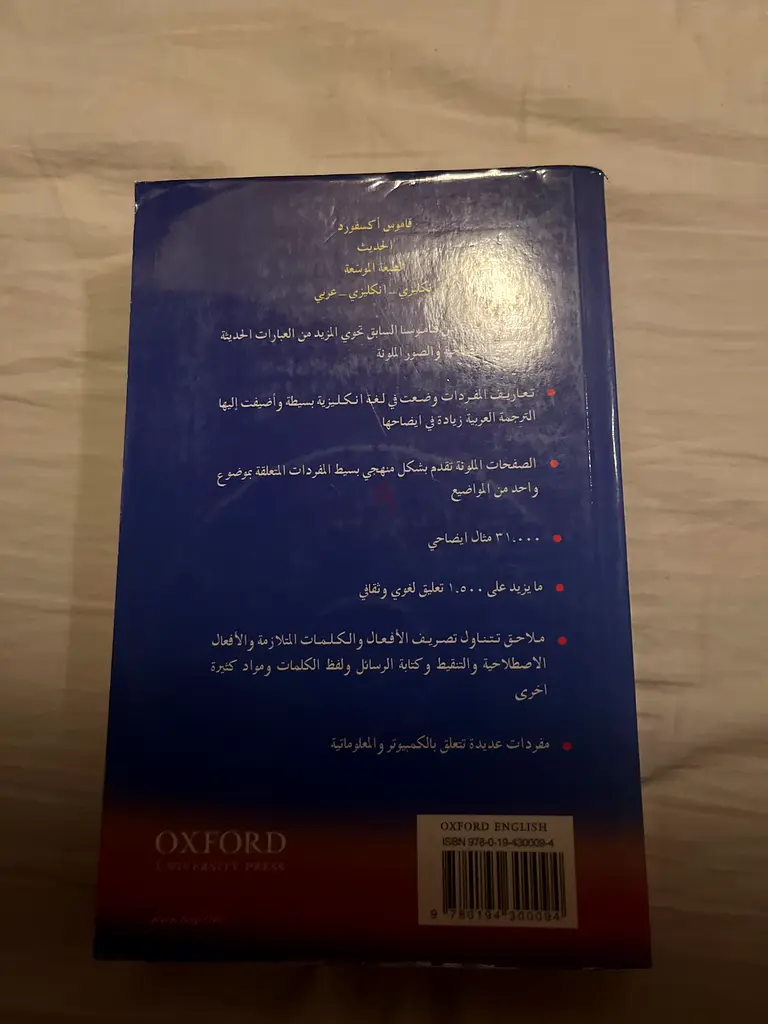 قاموس أكسفورد
الحديث
الطبعة الموسعة
انكليزي_ عربي
قاموسنا السابق تحوي المزيد من العبارات الحديثة
والصور الملونة
تعاريف المفردات وضعت في لغة انكليزية بسيطة وأضيفت إليها
الترجمة العربية زيادة في ايضاحها
الصفحات الملونة تقدم بشكل منهجي بسيط المفردات المتعلقة بموضوع
واحد من المواضيع
٣١.٠٠٠ مثال ايضاحي
ما يزيد على ١.٥٠٠ تعليق لغوي وثقافي
ملاحق تتناول تصريف الأفعال والكلمات المتلازمة والأفعال
الاصطلاحية والتنقيط وكتابة الرسائل ولفظ الكلمات ومواد كثيرة
اخرى
مفردات عديدة تتعلق بالكمبيوتر والمعلوماتية
OXFORD
UNIVERSITY PRESS
OXFORD ENGLISH
ISBN 978-0-19-430009-4
9 780194 300094